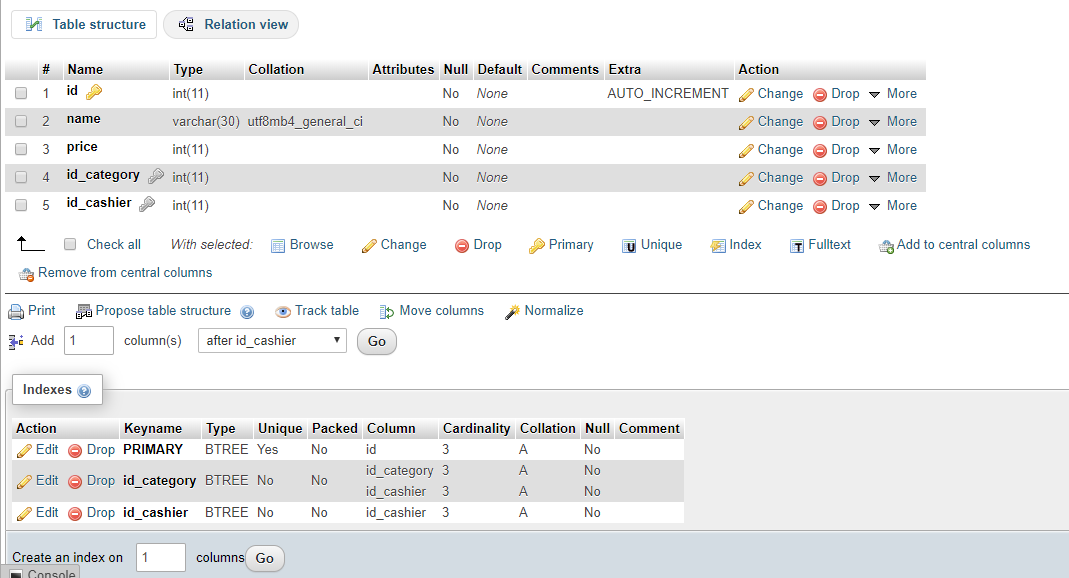 Table structure Relation view
# Name Type Collation Attributes Null Default Comments Extra Action
1 id int(11) No None AUTO_INCREMENT Change Drop More
2 name varchar(30) utf8mb4_general_ci No None Change Drop More
3 price int(11) No None Change Drop More
4 id_category int(11) No None Change Drop More
5 id_cashier int(11) No None Change Drop More
Check all With selected: Browse Change Drop Primary Unique Index Fulltext Add to central columns
Remove from central columns
Print Propose table structure Track table Move columns Normalize
Add 1 column(s) after id_cashier Go
Indexes
Action Keyname Type Unique Packed Column Cardinality Collation Null Comment
Edit Drop PRIMARY BTREE Yes No id 3 A No
Edit Drop id_category BTREE No No id_category 3 A No
id_cashier 3 A No
Edit Drop id_cashier BTREE No No id_cashier 3 A No
Create an index on 1 columns Go
Console